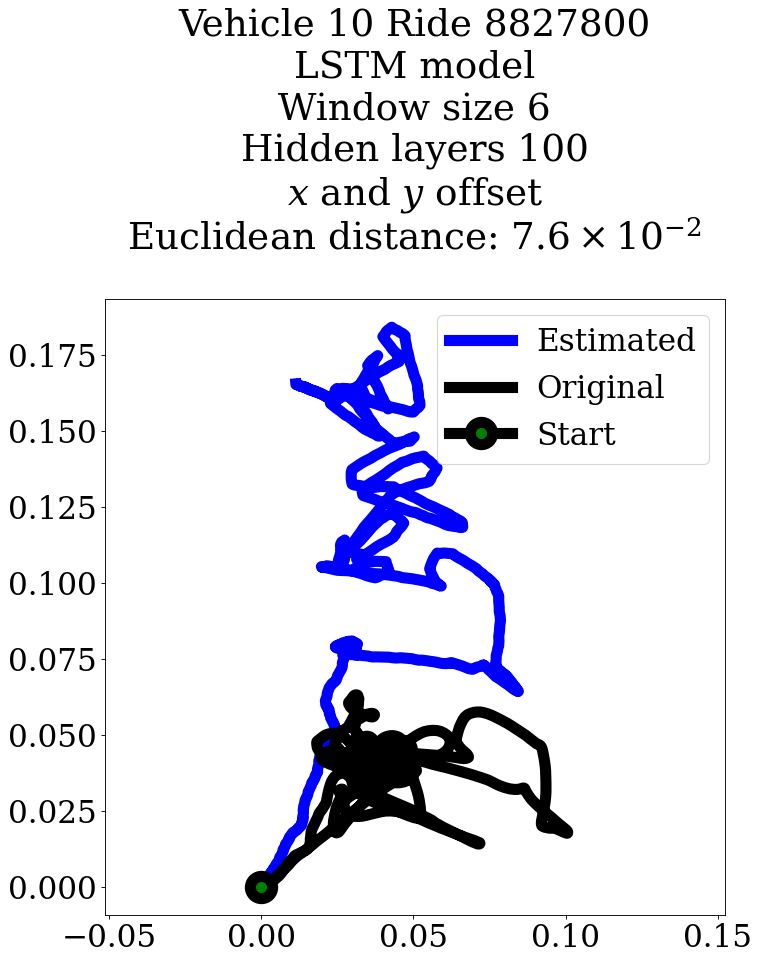 Vehicle 10 Ride 8827800
LSTM model
Window size 6
Hidden layers 100
x and y offset
Euclidean distance: 7.6 × 10⁻²
Estimated
Original
Start
0.175
0.150
0.125
0.100
0.075
0.050
0.025
0.000
−0.05 0.00 0.05 0.10 0.15